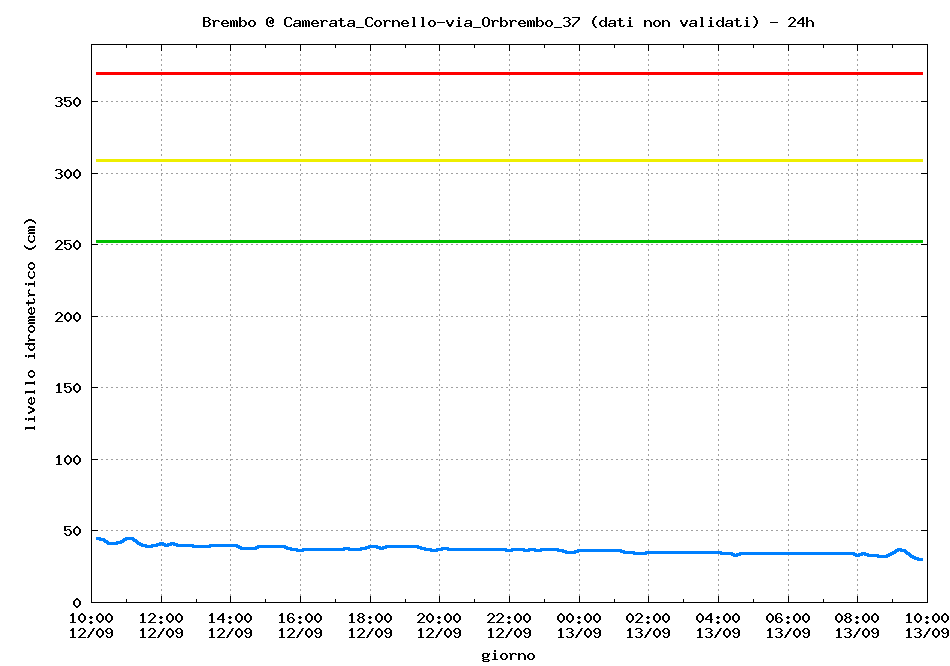 Brembo @ Camerata_Cornello-via_Orbrembo_37 (dati non validati) - 24h
livello idrometrico (cm)
350
300
250
200
150
100
50
0
10:00 12:00 14:00 16:00 18:00 20:00 22:00 00:00 02:00 04:00 06:00 08:00 10:00
12/09 12/09 12/09 12/09 12/09 12/09 12/09 13/09 13/09 13/09 13/09 13/09 13/09
giorno